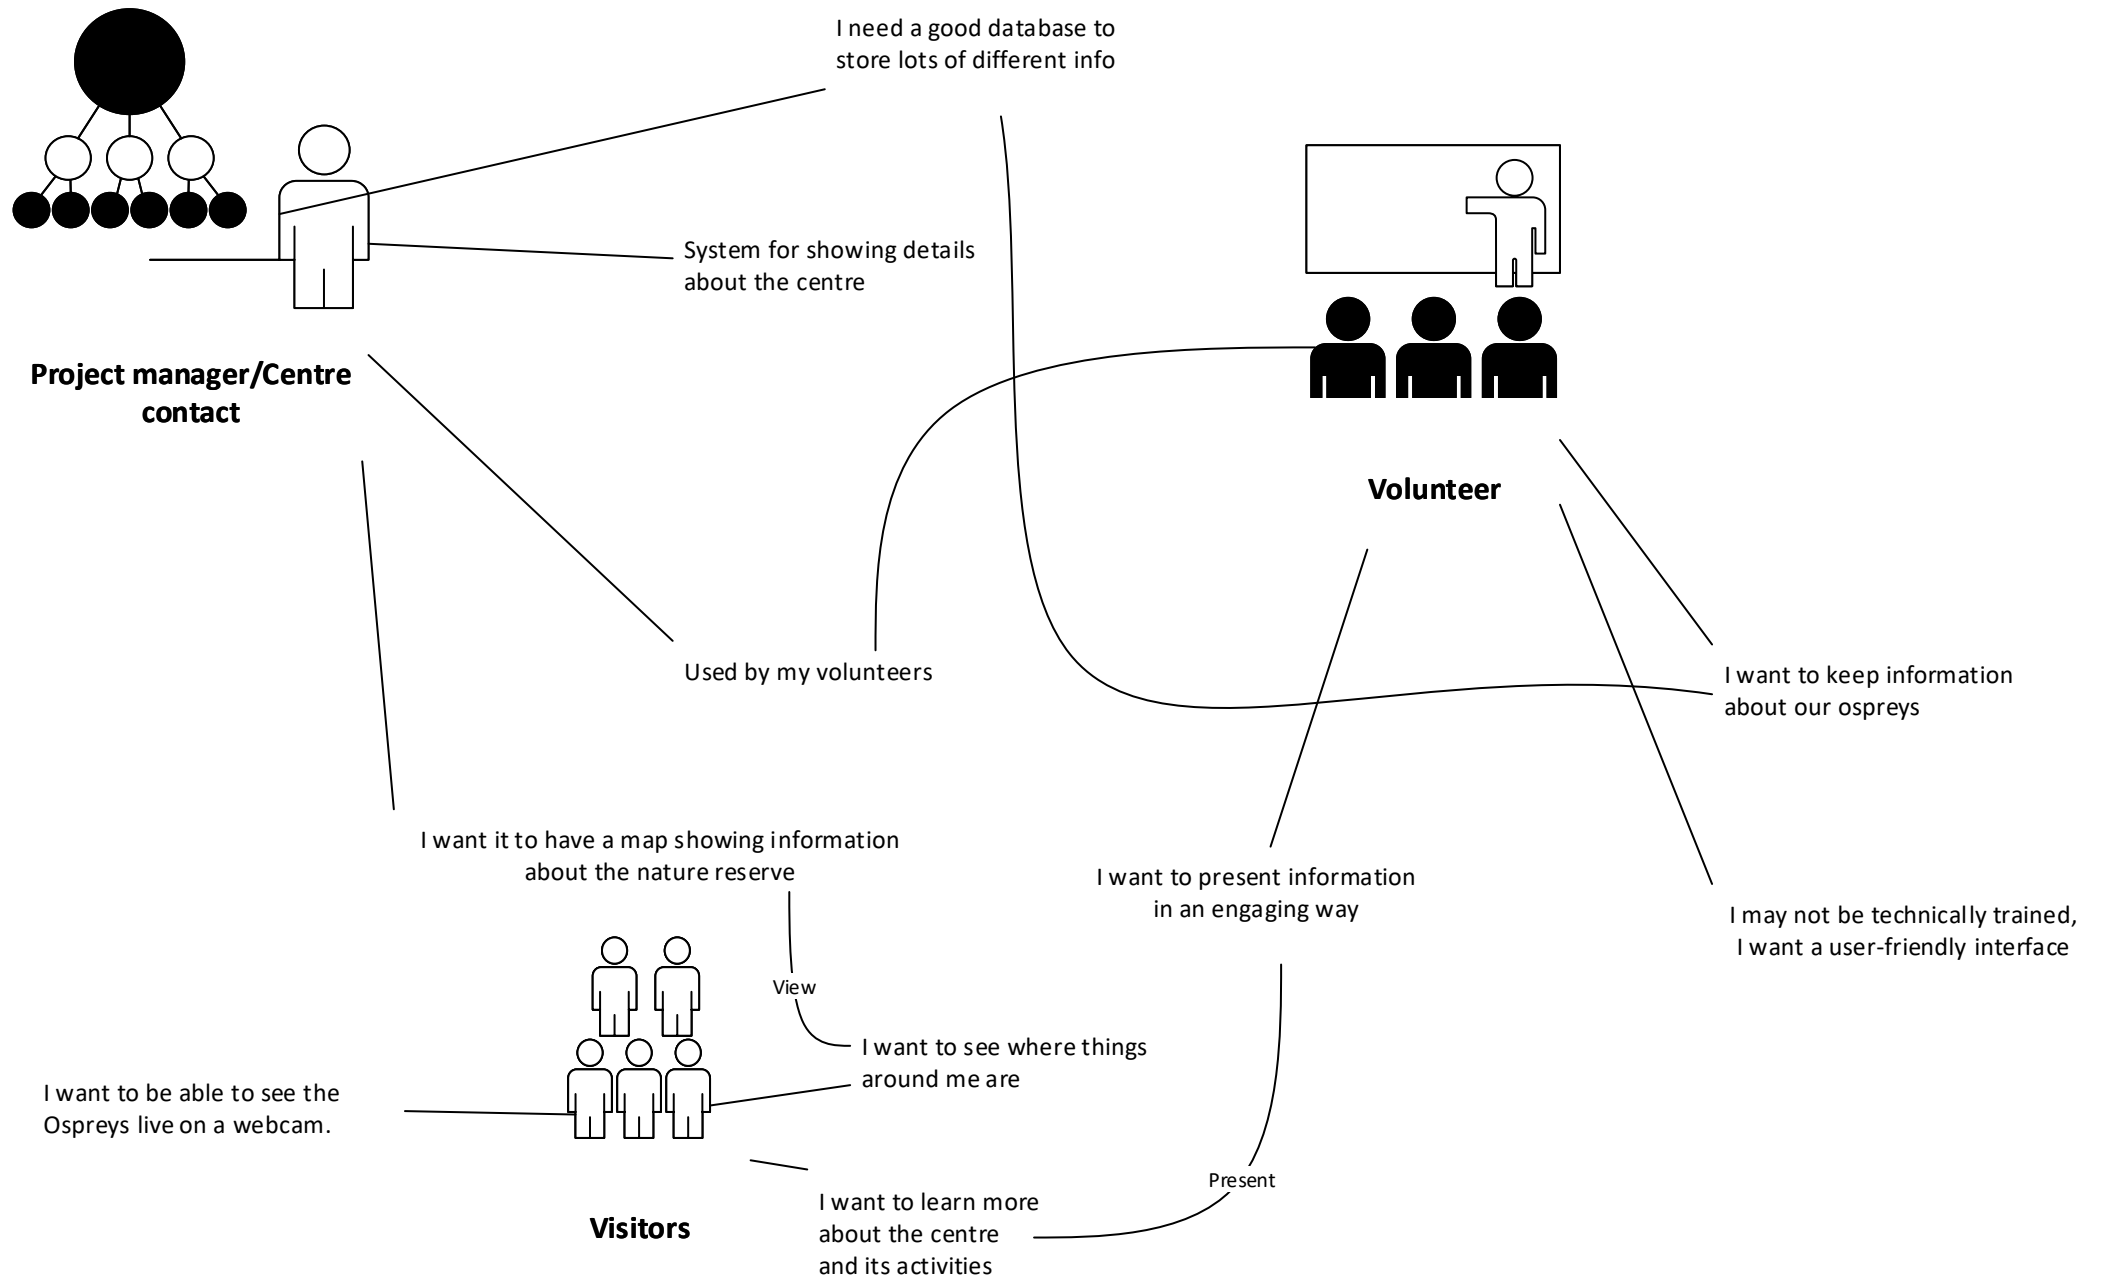 I need a good database to
store lots of different info
System for showing details
about the centre
Project manager/Centre
contact
Volunteer
Used by my volunteers
I want to keep information
about our ospreys
I want it to have a map showing information
about the nature reserve
I want to present information
in an engaging way
I may not be technically trained,
I want a user-friendly interface
View
I want to see where things
around me are
I want to be able to see the
Ospreys live on a webcam.
Present
Visitors
I want to learn more
about the centre
and its activities